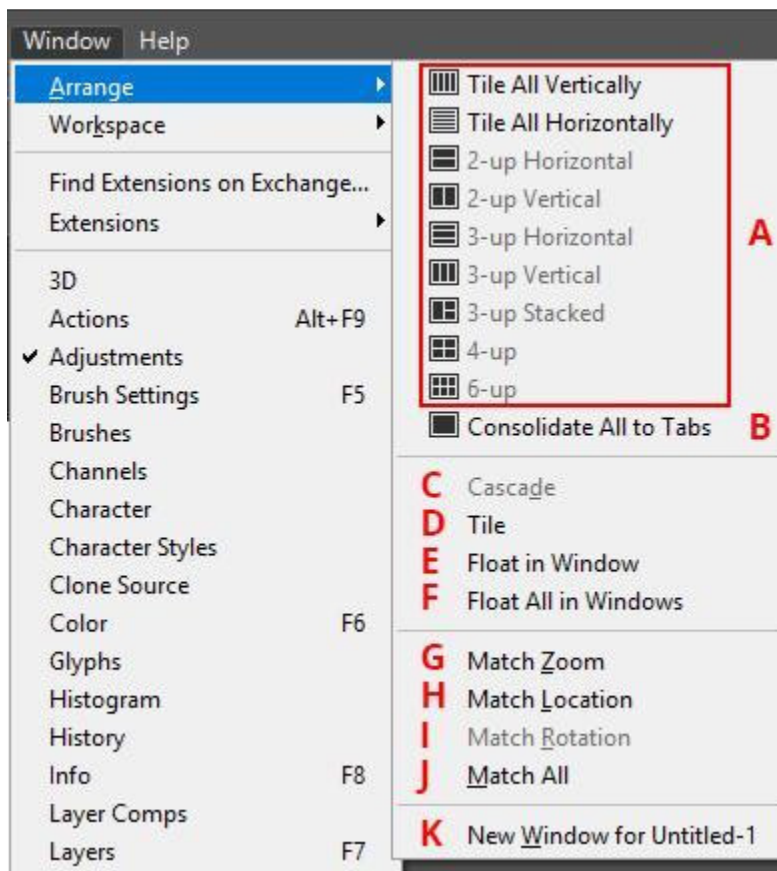 Window Help
Arrange
Workspace
Find Extensions on Exchange...
Extensions
3D
Actions Alt+F9
Adjustments
Brush Settings F5
Brushes
Channels
Character
Character Styles
Clone Source
Color F6
Glyphs
Histogram
History
Info F8
Layer Comps
Layers F7
Tile All Vertically
Tile All Horizontally
2-up Horizontal
2-up Vertical
3-up Horizontal
A
3-up Vertical
3-up Stacked
4-up
6-up
Consolidate All to Tabs B
C Cascade
D Tile
E Float in Window
F Float All in Windows
G Match Zoom
H Match Location
I Match Rotation
J Match All
K New Window for Untitled-1